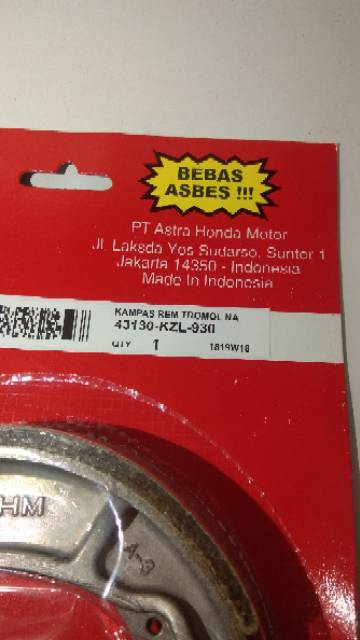 BEBAS
ASBES !!!
PT Astra Honda Motor
Jl. Laksda Yos Sudarso, Sunter 1
Jakarta 14350 - Indonesia
Made In Indonesia
KAMPAS REM TROMOL NA
43130-KZL-930
QTY 1 1819W18
HM